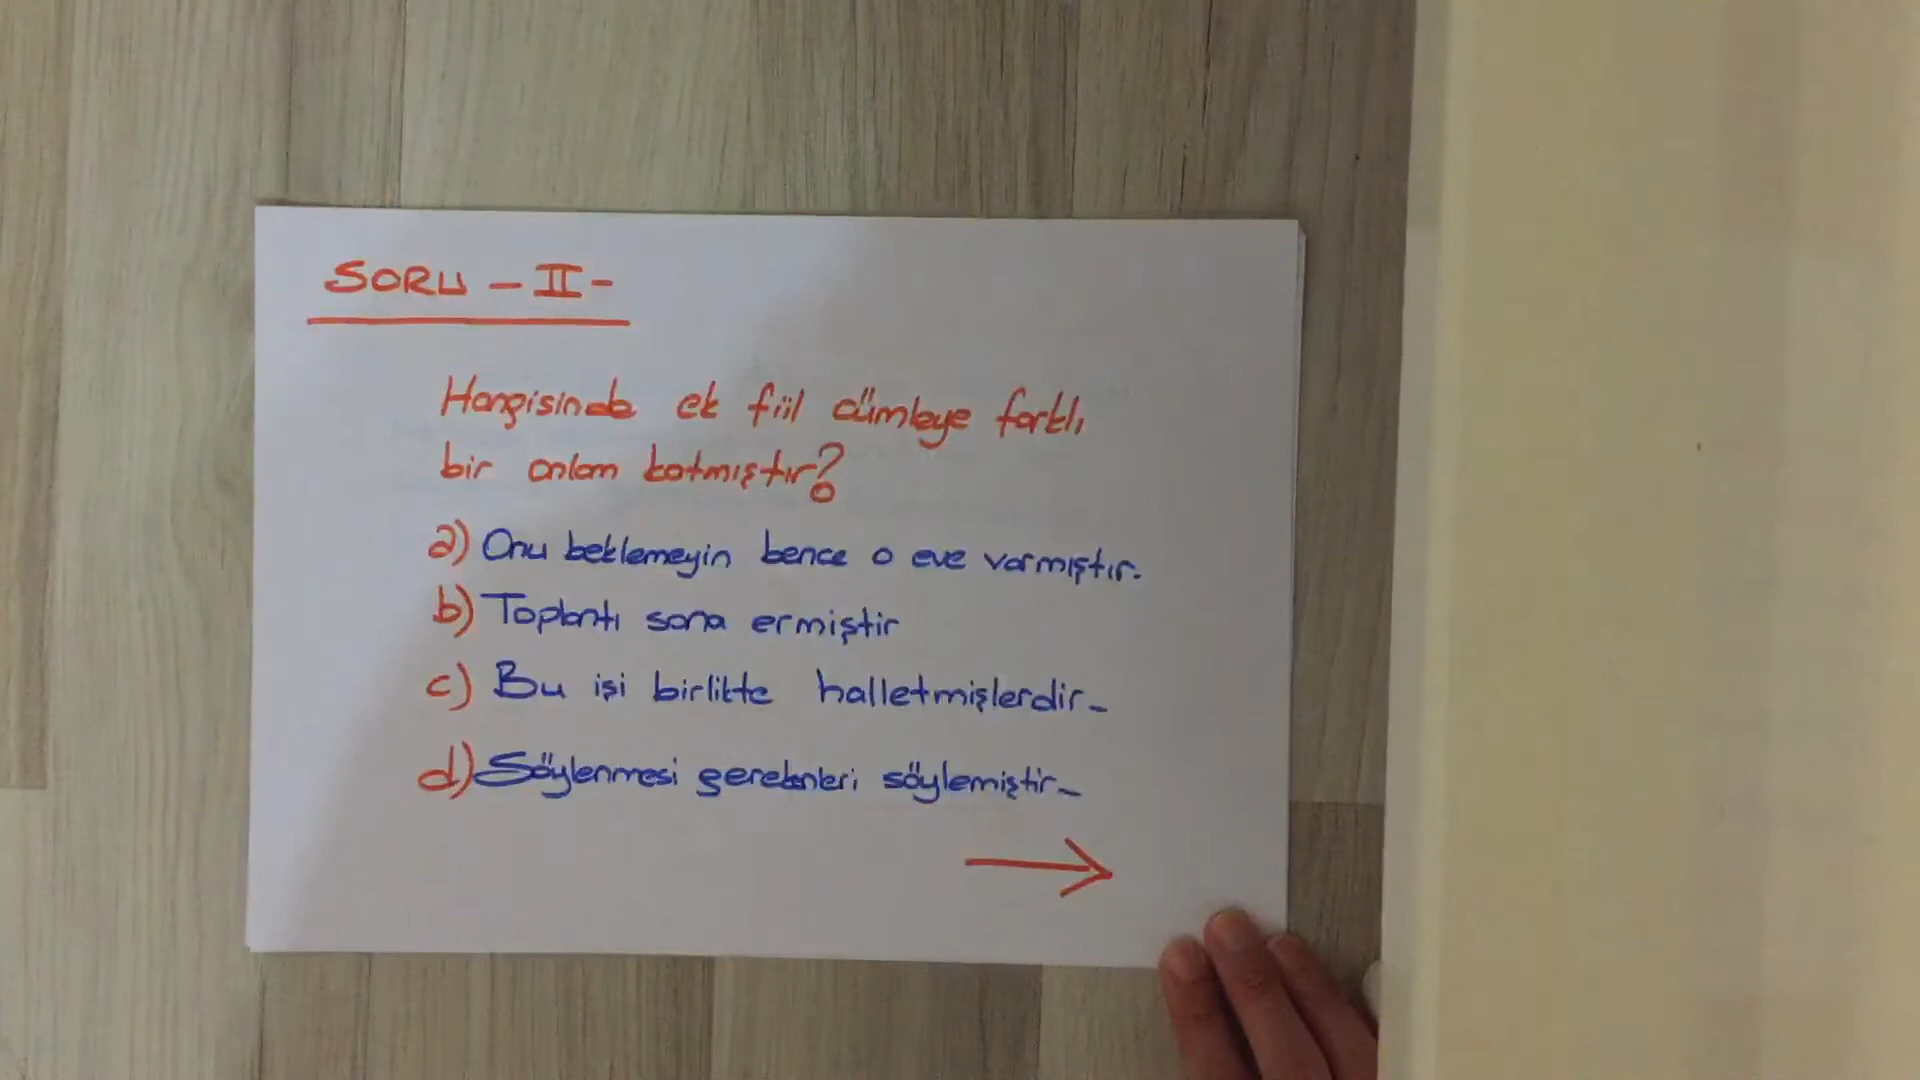 SORU - II -
Hangisinde ek fiil cümleye farklı
bir anlam katmıştır?
a) Onu beklemeyin bence o eve varmıştır.
b) Toplantı sona ermiştir
c) Bu işi birlikte halletmişlerdir.
d) Söylenmesi gerekenleri söylemiştir.